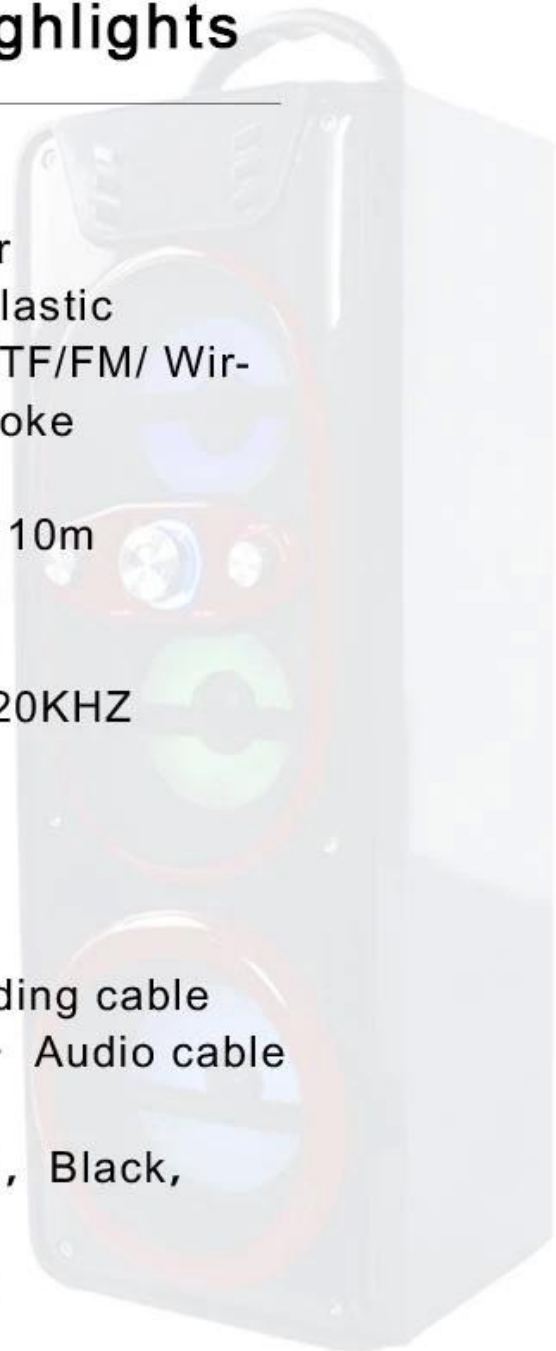 ghlights
r
lastic
TF/FM/ Wir-
oke
10m
20KHZ
ding cable
Audio cable
, Black,